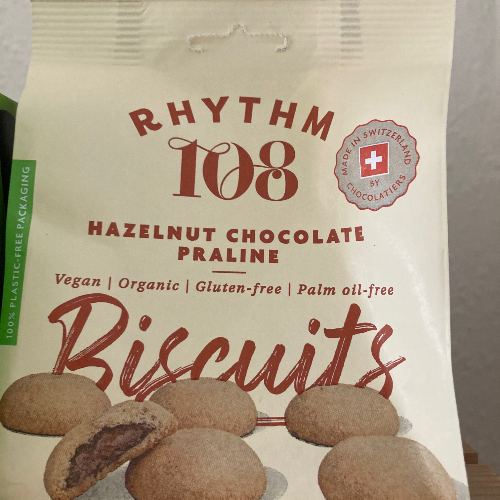 RHYTHM
108
MADE IN SWITZERLAND
BY
CHOCOLATIERS
HAZELNUT CHOCOLATE
PRALINE
Vegan | Organic | Gluten-free | Palm oil-free
Biscuits
100% PLASTIC-FREE PACKAGING